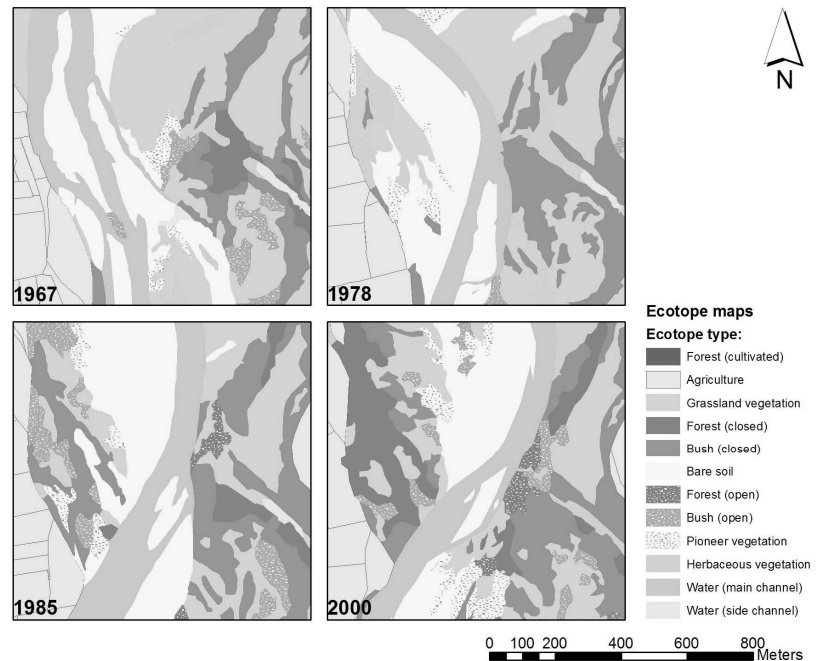 N
1967
1978
1985
2000
Ecotope maps
Ecotope type:
Forest (cultivated)
Agriculture
Grassland vegetation
Forest (closed)
Bush (closed)
Bare soil
Forest (open)
Bush (open)
Pioneer vegetation
Herbaceous vegetation
Water (main channel)
Water (side channel)
0 100 200 400 600 800
Meters